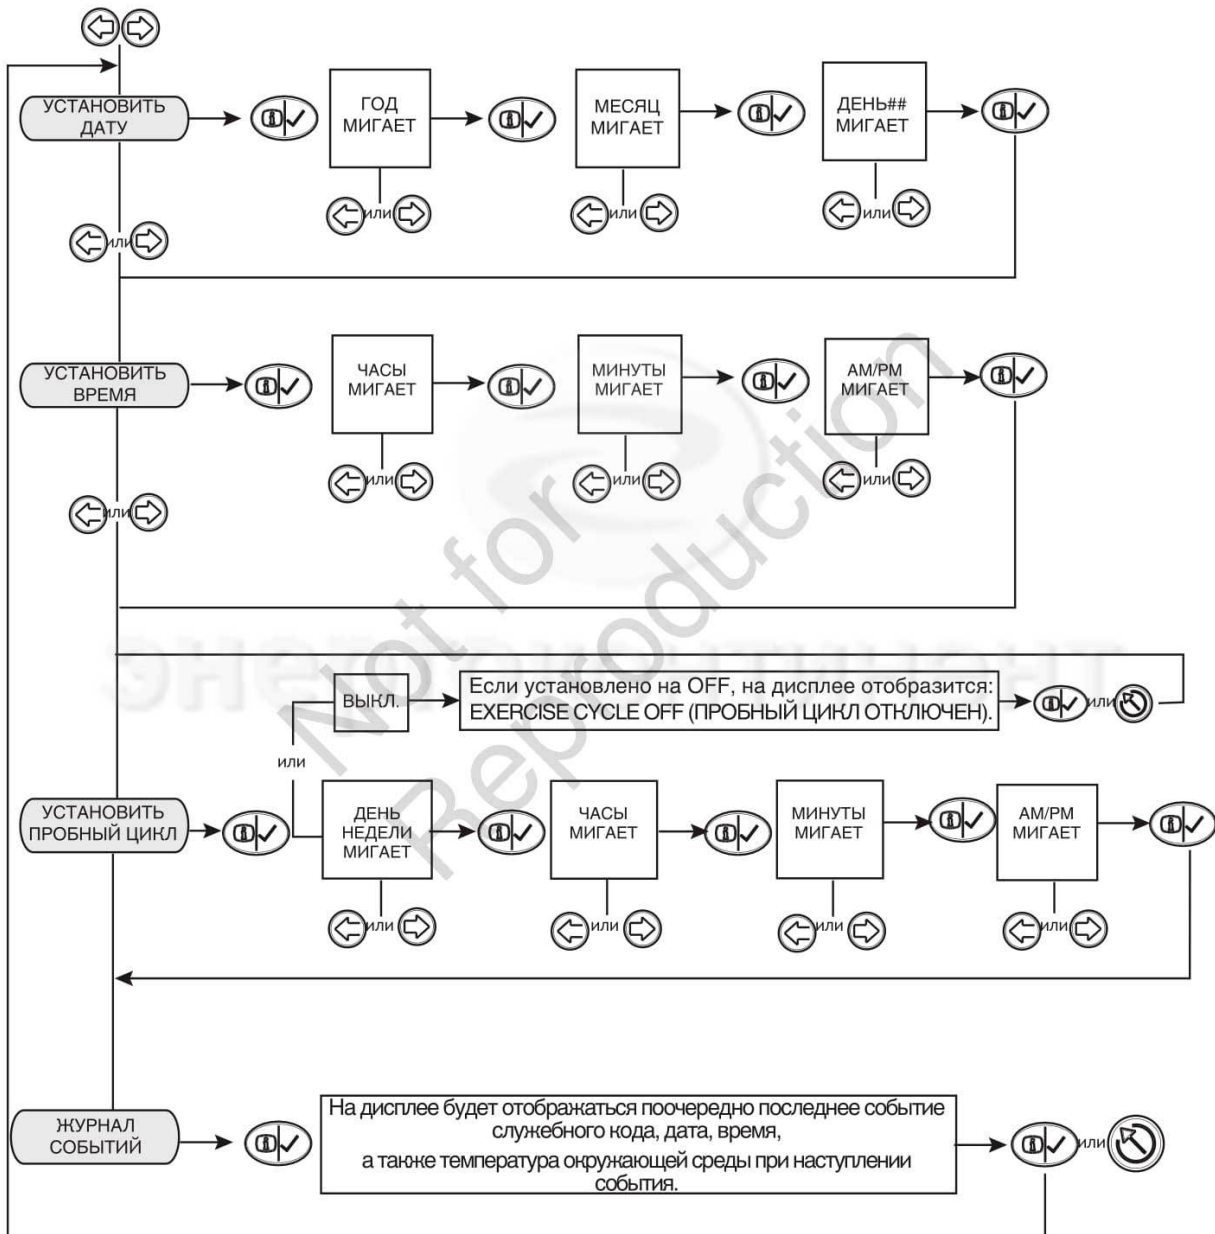 УСТАНОВИТЬ
ДАТУ
ГОД
МИГАЕТ
МЕСЯЦ
МИГАЕТ
ДЕНЬ##
МИГАЕТ
или
или
или
или
УСТАНОВИТЬ
ВРЕМЯ
ЧАСЫ
МИГАЕТ
МИНУТЫ
МИГАЕТ
AM/PM
МИГАЕТ
или
или
или
или
Not for
Reproduction
ЭНЕРГОКОНТИНЕНТ
ВЫКЛ.
Если установлено на OFF, на дисплее отобразится:
EXERCISE CYCLE OFF (ПРОБНЫЙ ЦИКЛ ОТКЛЮЧЕН).
или
или
УСТАНОВИТЬ
ПРОБНЫЙ ЦИКЛ
ДЕНЬ
НЕДЕЛИ
МИГАЕТ
ЧАСЫ
МИГАЕТ
МИНУТЫ
МИГАЕТ
AM/PM
МИГАЕТ
или
или
или
или
ЖУРНАЛ
СОБЫТИЙ
На дисплее будет отображаться поочередно последнее событие
служебного кода, дата, время,
а также температура окружающей среды при наступлении
события.
или